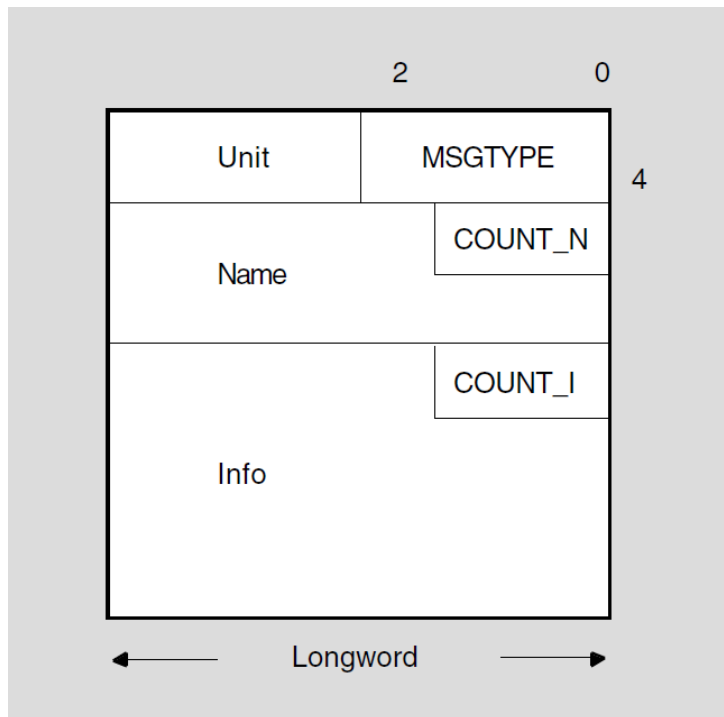 2 0
Unit MSGTYPE
4
COUNT_N
Name
COUNT_I
Info
Longword